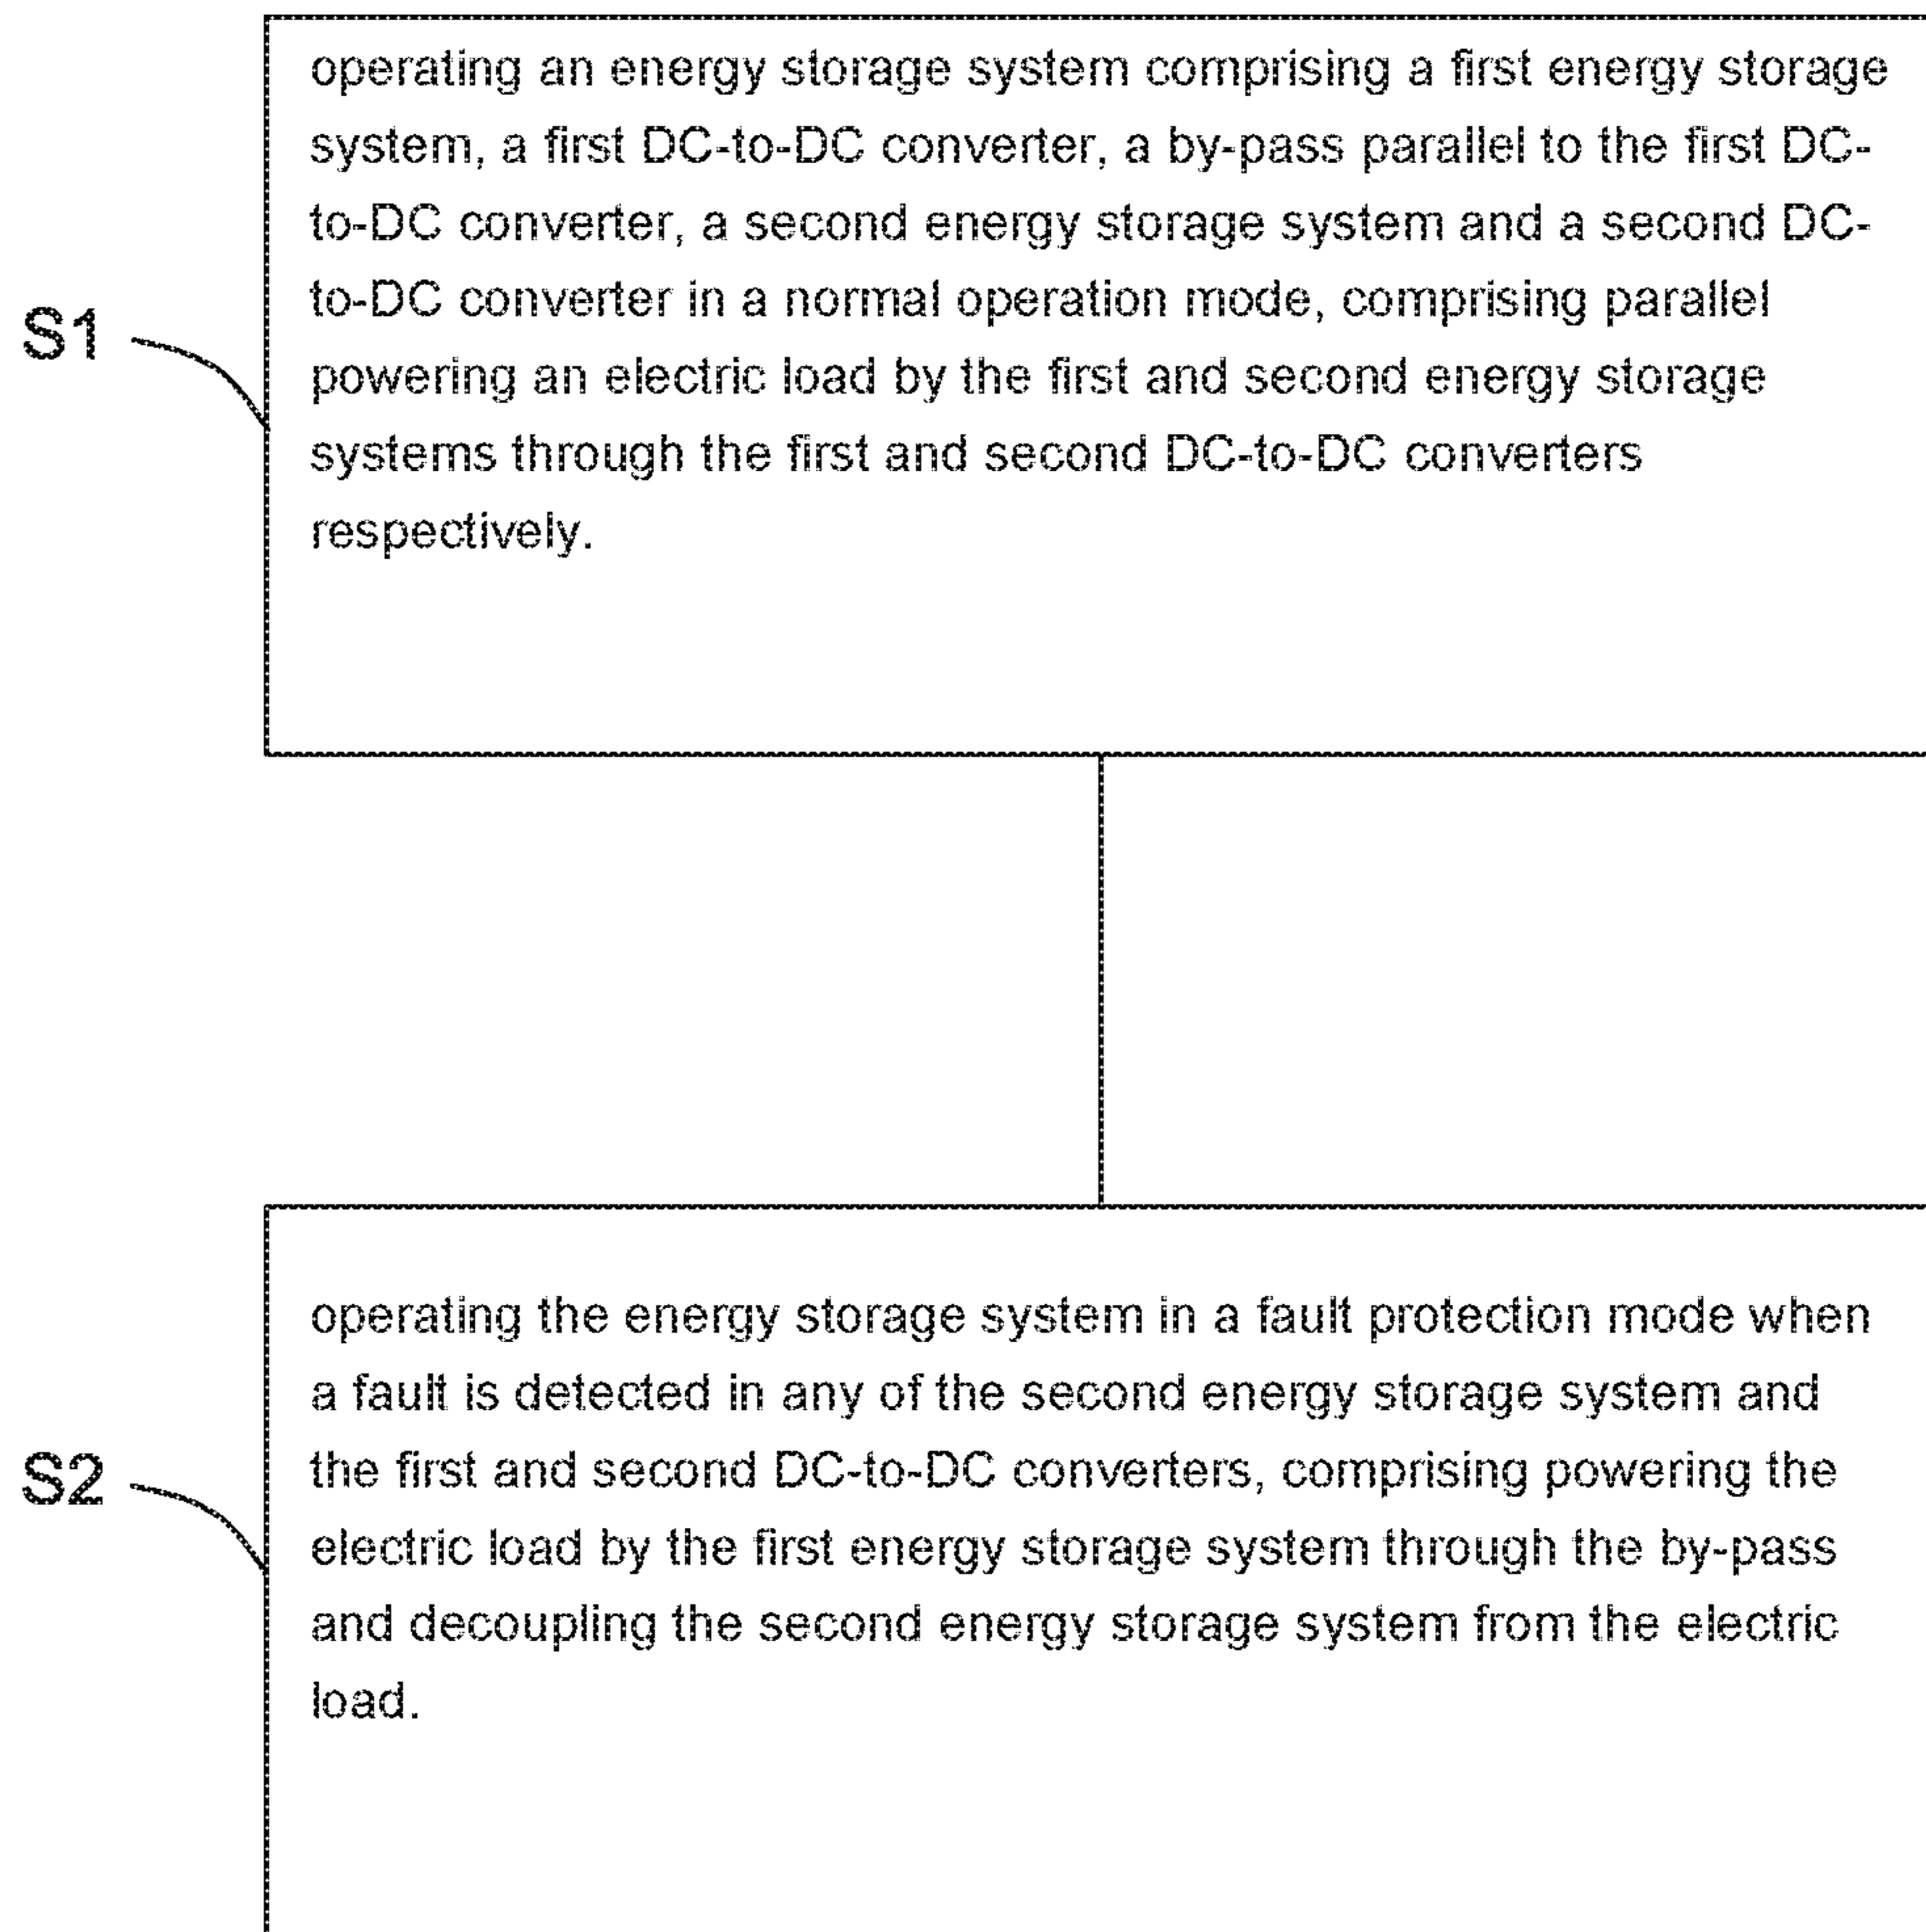 operating an energy storage system comprising a first energy storage
system, a first DC-to-DC converter, a by-pass parallel to the first DC-
to-DC converter, a second energy storage system and a second DC-
to-DC converter in a normal operation mode, comprising parallel
S1
powering an electric load by the first and second energy storage
systems through the first and second DC-to-DC converters
respectively.
operating the energy storage system in a fault protection mode when
a fault is detected in any of the second energy storage system and
the first and second DC-to-DC converters, comprising powering the
S2
electric load by the first energy storage system through the by-pass
and decoupling the second energy storage system from the electric
load.